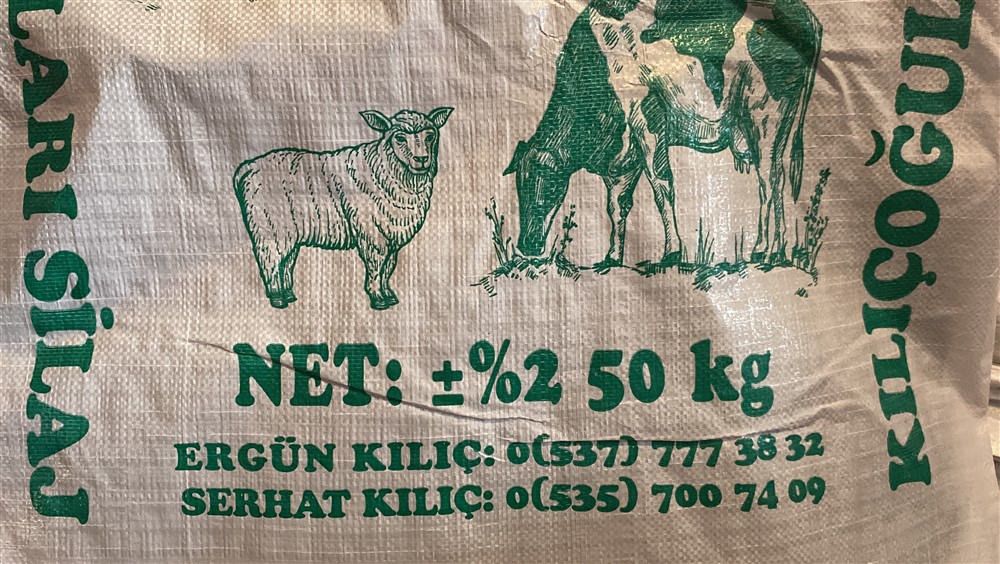 LARI SİLAJ
KILIÇOĞUL
NET: ±%2 50 kg
ERGÜN KILIÇ: 0(537) 777 38 32
SERHAT KILIÇ: 0(535) 700 74 09